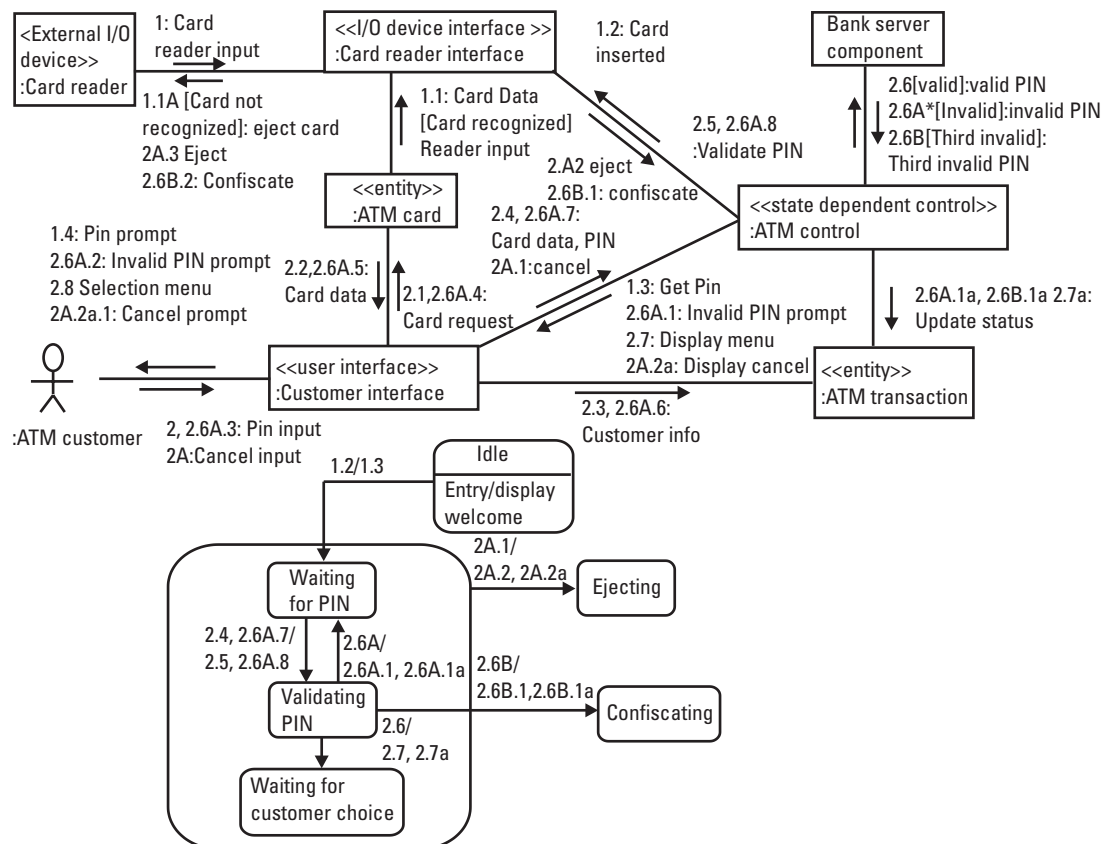 <External I/O
device>>
:Card reader
1: Card
reader input
<<I/O device interface >>
:Card reader interface
1.2: Card
inserted
Bank server
component
1.1A [Card not
recognized]: eject card
2A.3 Eject
2.6B.2: Confiscate
1.1: Card Data
[Card recognized]
Reader input
2.5, 2.6A.8
:Validate PIN
2.6[valid]:valid PIN
2.6A*[Invalid]:invalid PIN
2.6B[Third invalid]:
Third invalid PIN
2.A2 eject
2.6B.1: confiscate
<<entity>>
:ATM card
<<state dependent control>>
:ATM control
1.4: Pin prompt
2.6A.2: Invalid PIN prompt
2.8 Selection menu
2A.2a.1: Cancel prompt
2.2,2.6A.5:
Card data
2.1,2.6A.4:
Card request
2.4, 2.6A.7:
Card data, PIN
2A.1:cancel
1.3: Get Pin
2.6A.1: Invalid PIN prompt
2.7: Display menu
2A.2a: Display cancel
2.6A.1a, 2.6B.1a 2.7a:
Update status
<<user interface>>
:Customer interface
<<entity>>
:ATM transaction
:ATM customer
2, 2.6A.3: Pin input
2A:Cancel input
2.3, 2.6A.6:
Customer info
1.2/1.3
Idle
Entry/display
welcome
2A.1/
2A.2, 2A.2a
Ejecting
Waiting
for PIN
2.4, 2.6A.7/
2.5, 2.6A.8
2.6A/
2.6A.1, 2.6A.1a
2.6B/
2.6B.1,2.6B.1a
Validating
PIN
Confiscating
2.6/
2.7, 2.7a
Waiting for
customer choice